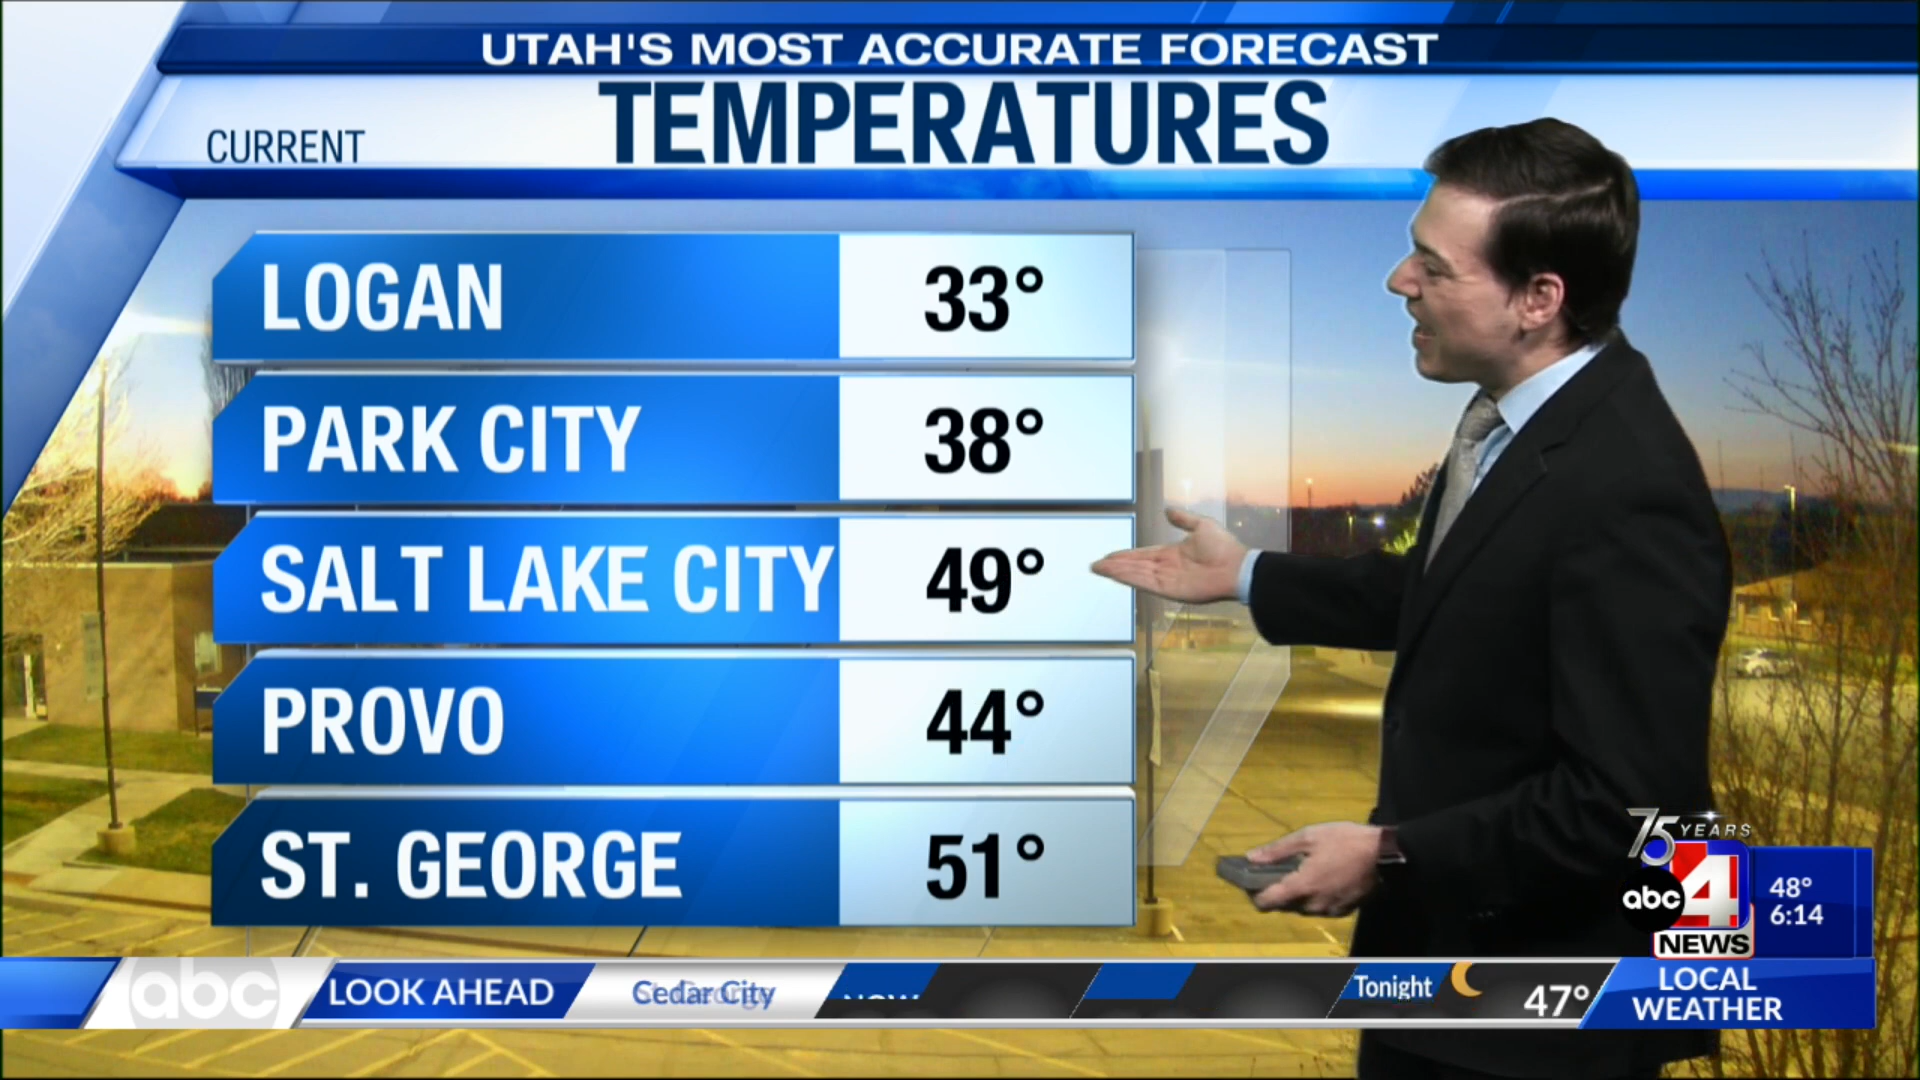 UTAH'S MOST ACCURATE FORECAST
CURRENT
TEMPERATURES
LOGAN 33°
PARK CITY 38°
SALT LAKE CITY 49°
PROVO 44°
ST. GEORGE 51°
75 YEARS
abc 4
NEWS
48°
6:14
abc
LOOK AHEAD
Cedar City
NOW
Tonight
47°
LOCAL
WEATHER